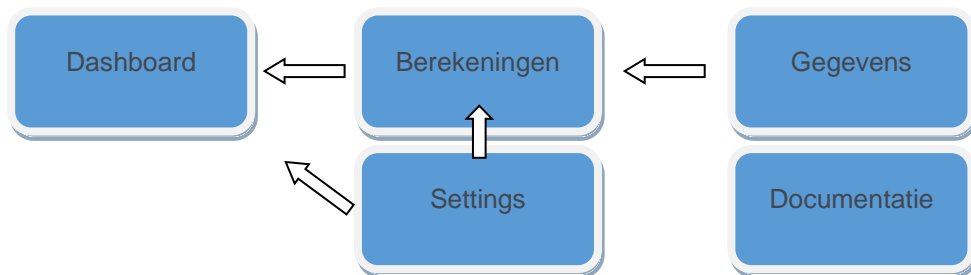 Dashboard
Berekeningen
Gegevens
Settings
Documentatie